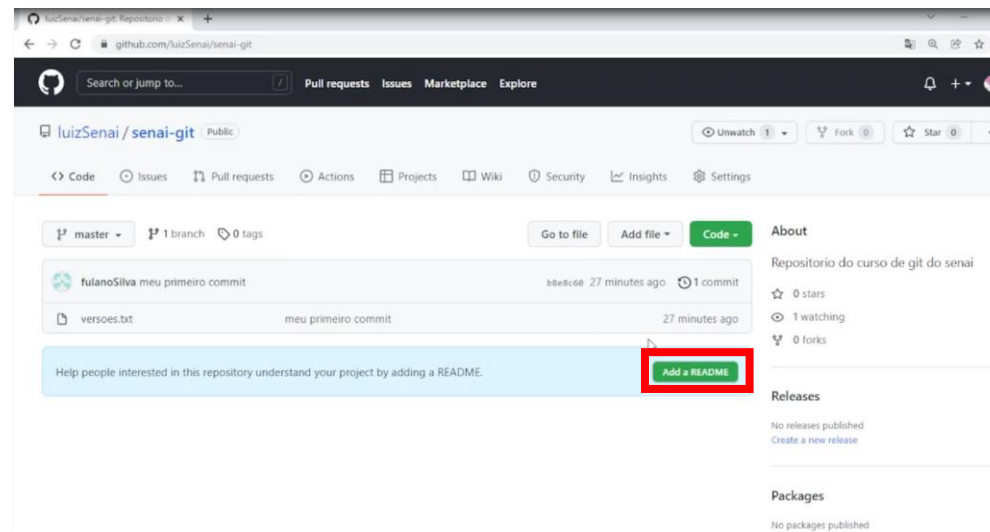 luizSenai/senai-git: Repositorio
github.com/luizSenai/senai-git
Search or jump to... / Pull requests Issues Marketplace Explore
luizSenai / senai-git Public Unwatch 1 Fork 0 Star 0
Code Issues Pull requests Actions Projects Wiki Security Insights Settings
master 1 branch 0 tags Go to file Add file Code
About
Repositorio do curso de git do senai
fulanoSilva meu primeiro commit 27 minutes ago 1 commit
0 stars
versoes.txt meu primeiro commit 27 minutes ago
1 watching
0 forks
Help people interested in this repository understand your project by adding a README. Add a README
Releases
No releases published
Create a new release
Packages
No packages published